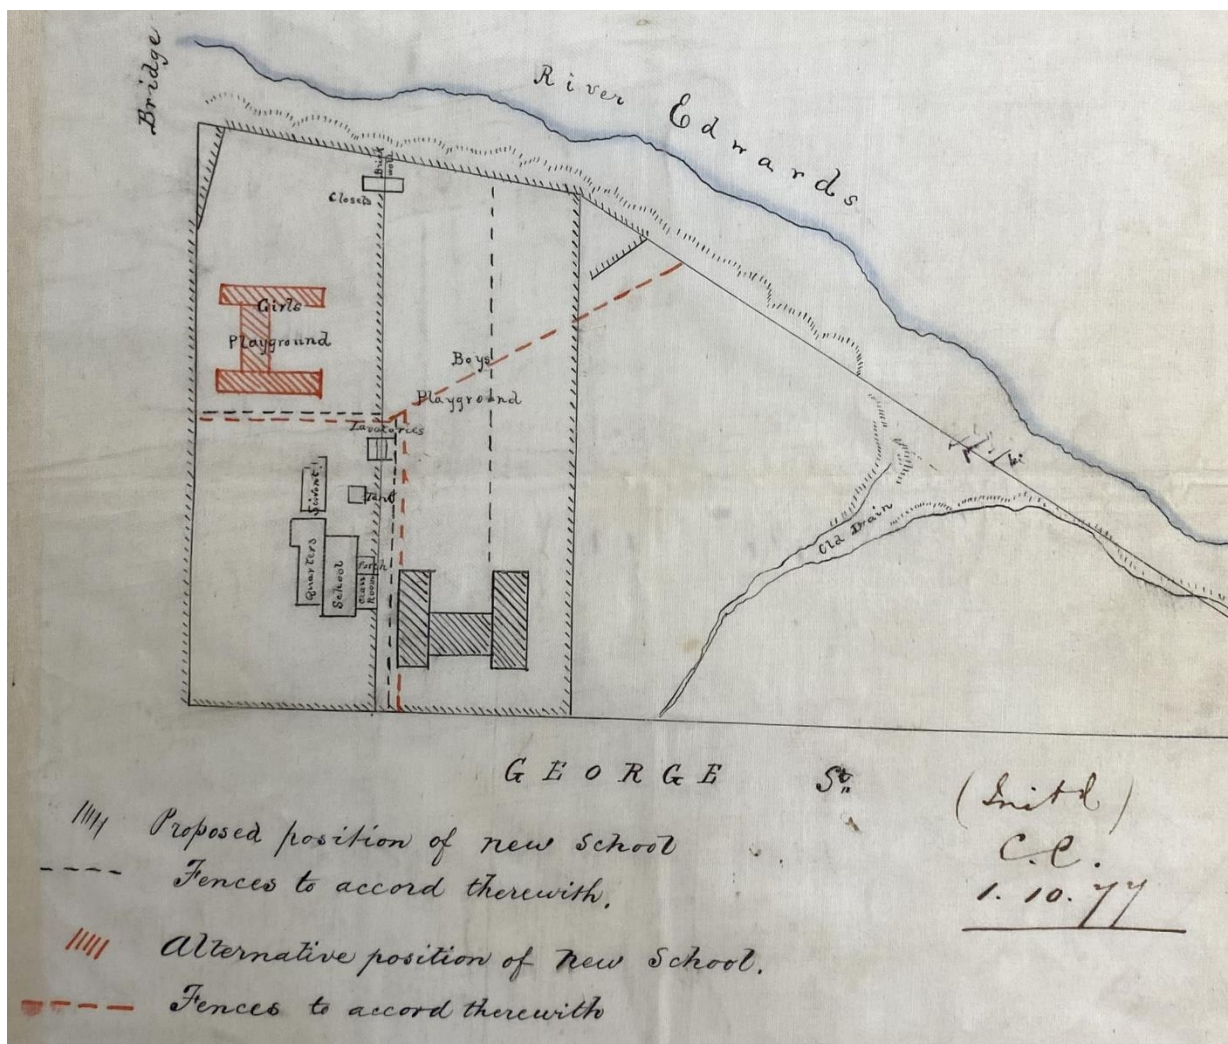 Bridge
River Edwards
Brick
wall
Closets
Girls
Playground
Boys
Playground
Lavatories
Tank
Quarters
School
Porch
Class
Room
Old Drain
GEORGE St.
(Initd)
C.C.
1.10.77
Proposed position of new School
Fences to accord therewith.
Alternative position of new School.
Fences to accord therewith